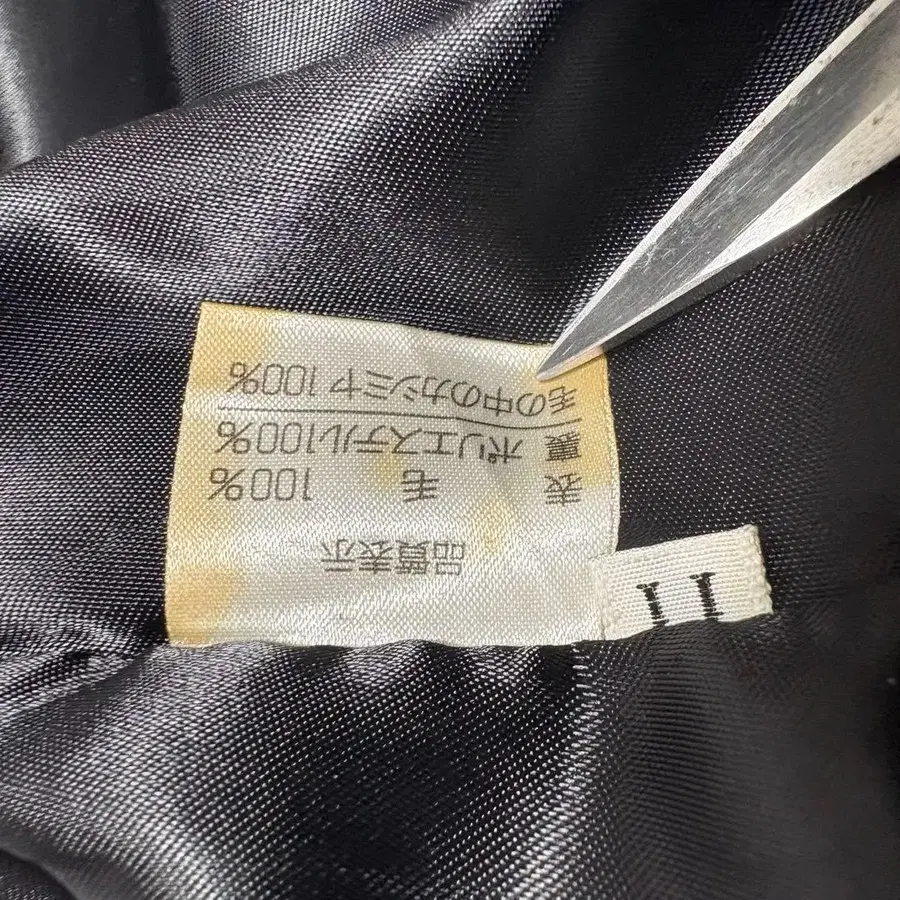 品質表示
表 毛 100%
裏 ポリエステル100%
毛の中のカシミヤ100%
11